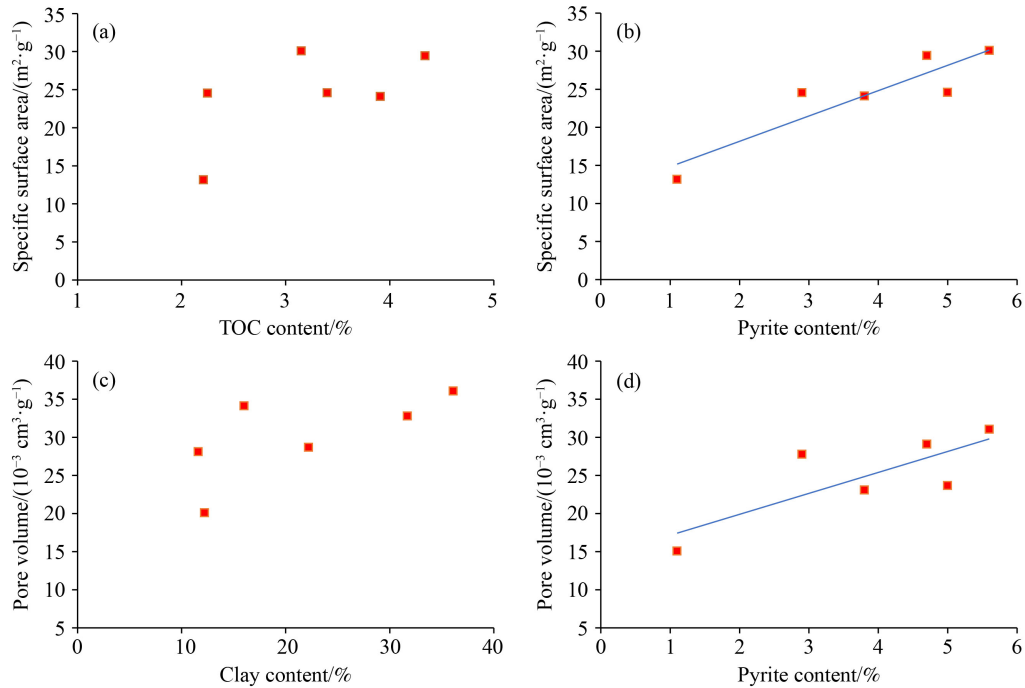 (a)
Specific surface area/(m²·g⁻¹)
35
30
25
20
15
10
5
0
1 2 3 4 5
TOC content/%
(b)
Specific surface area/(m²·g⁻¹)
35
30
25
20
15
10
5
0
0 1 2 3 4 5 6
Pyrite content/%
(c)
Pore volume/(10⁻³ cm³·g⁻¹)
40
35
30
25
20
15
10
5
0 10 20 30 40
Clay content/%
(d)
Pore volume/(10⁻³ cm³·g⁻¹)
40
35
30
25
20
15
10
5
0 1 2 3 4 5 6
Pyrite content/%